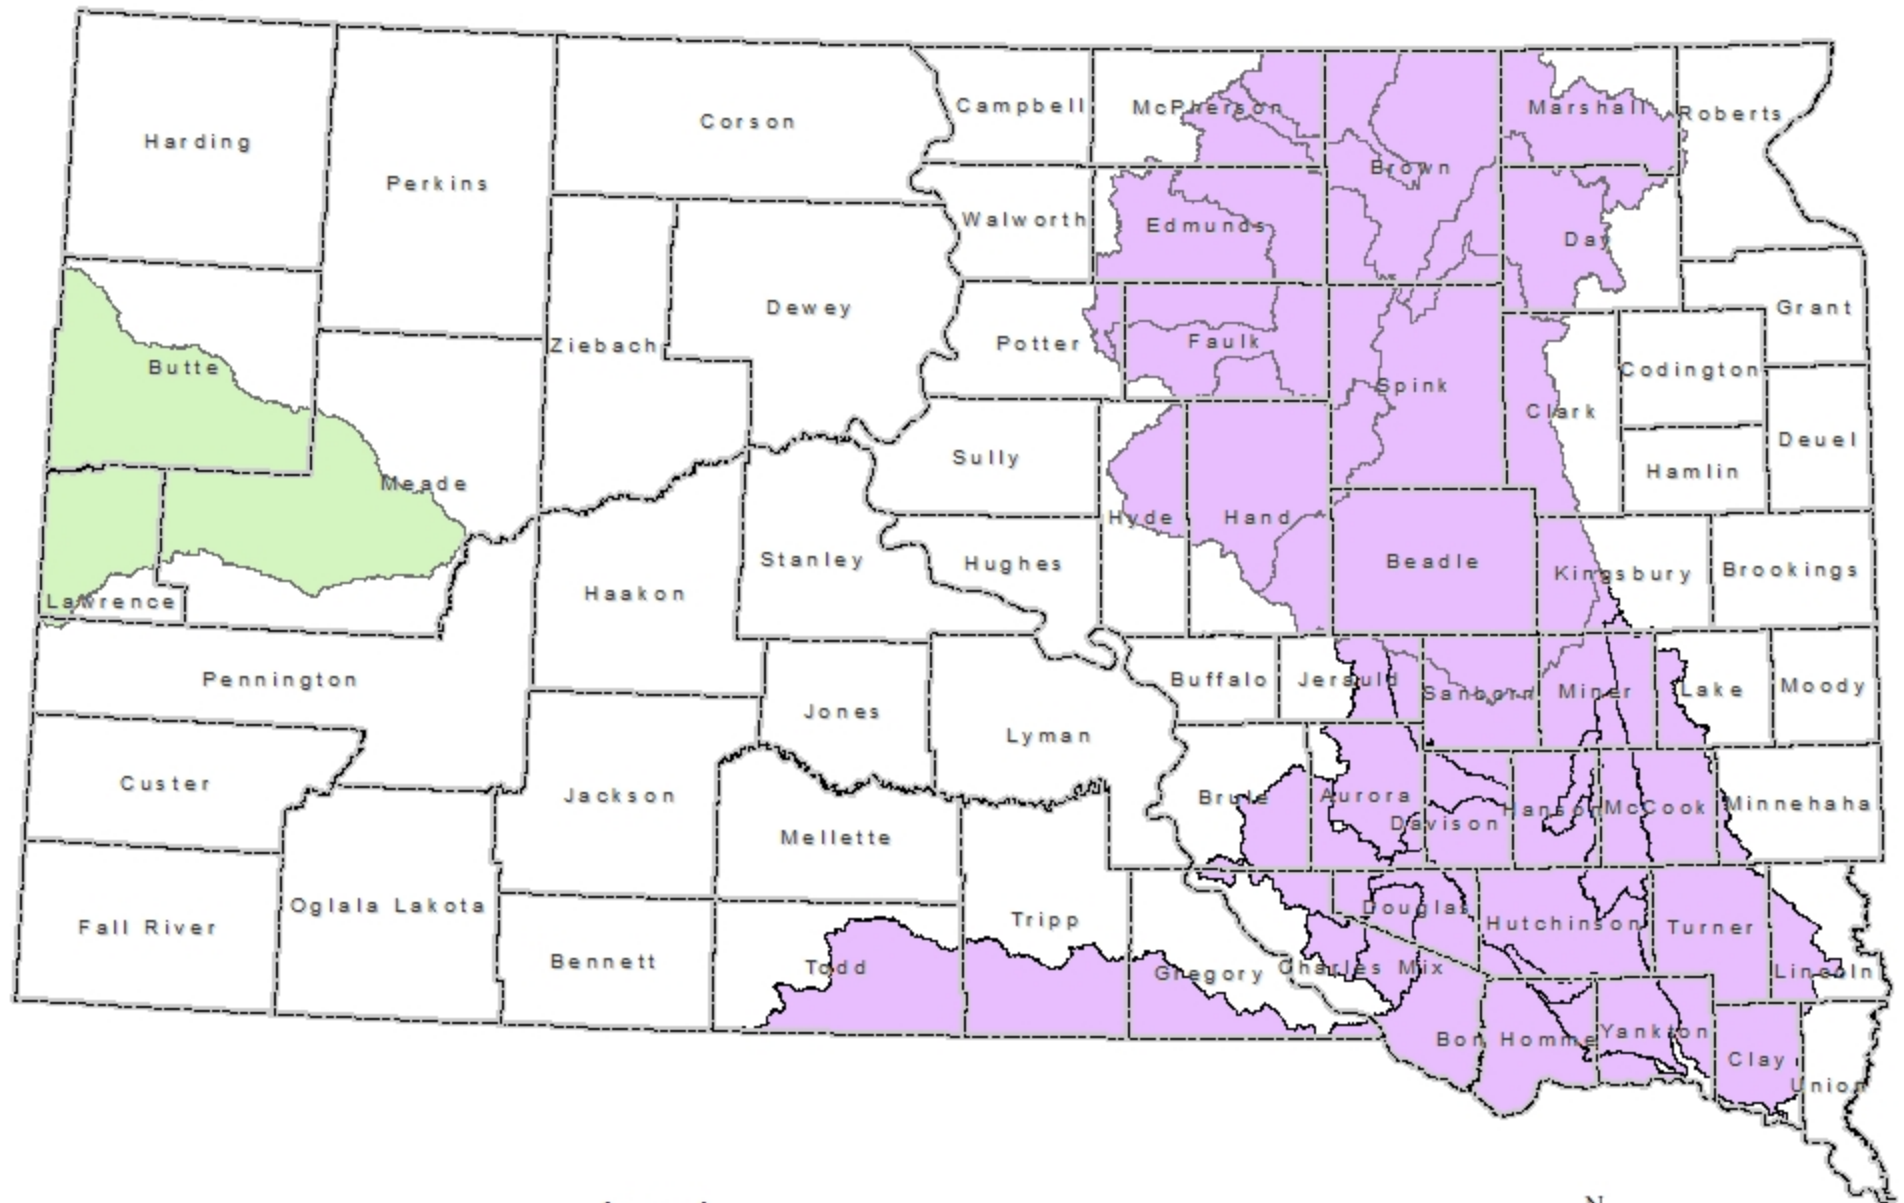 Harding
Perkins
Corson
Campbell
McPherson
Brown
Marshall
Roberts
Walworth
Edmunds
Day
Butte
Ziebach
Dewey
Potter
Faulk
Spink
Clark
Codington
Grant
Meade
Sully
Hyde
Hand
Hamlin
Deuel
Lawrence
Haakon
Stanley
Hughes
Beadle
Kingsbury
Brookings
Pennington
Jones
Lyman
Buffalo
Jerauld
Sanborn
Miner
Lake
Moody
Custer
Jackson
Mellette
Brule
Aurora
Davison
Hanson
McCook
Minnehaha
Fall River
Oglala Lakota
Bennett
Todd
Tripp
Gregory
Charles Mix
Douglas
Hutchinson
Turner
Lincoln
Bon Homme
Yankton
Clay
Union